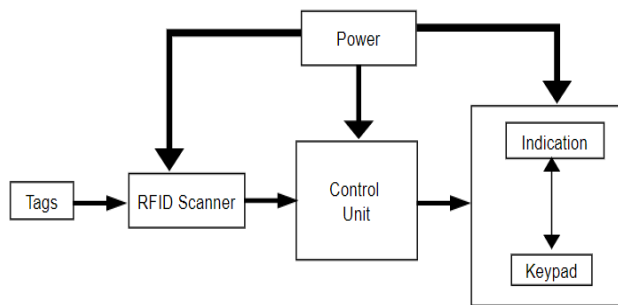 Power
Indication
Tags
RFID Scanner
Control
Unit
Keypad